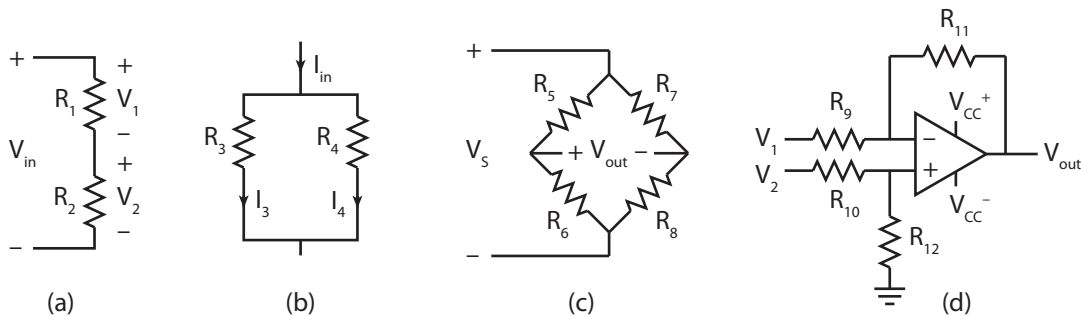 +
R1
+
V1
−
Vin
+
R2
V2
−
−
(a)
Iin
R3
R4
I3
I4
(b)
+
VS
R5
R7
+ Vout −
R6
R8
−
(c)
R11
VCC+
R9
V1
−
V2
+
Vout
R10
VCC−
R12
(d)